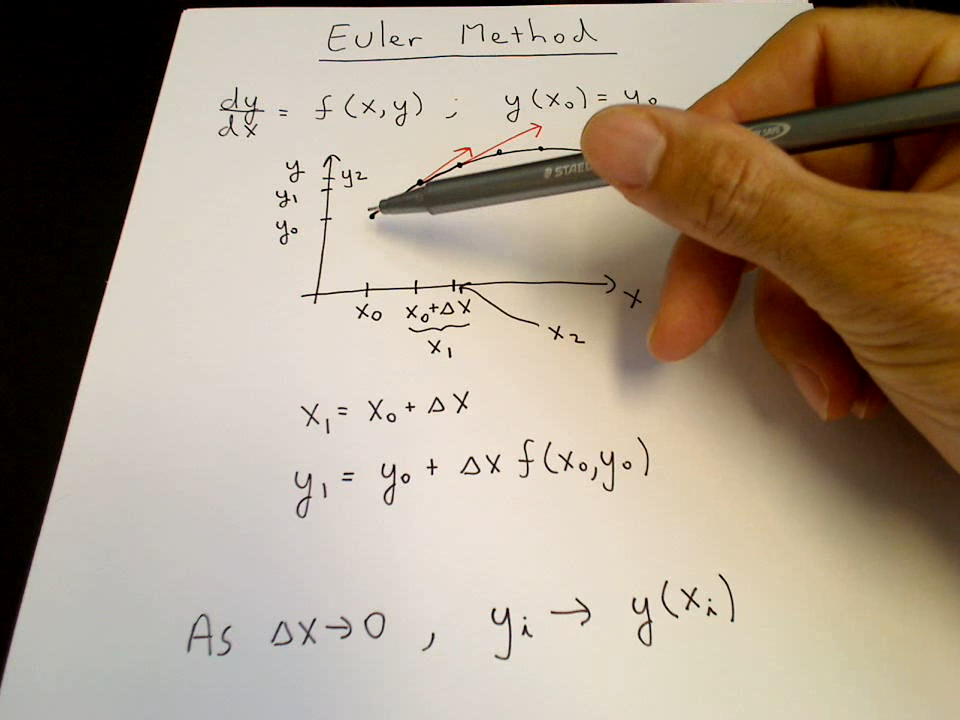 Euler Method
dy/dx = f(x,y) ; y(x₀) = y₀
y y₂
y₁
y₀
x
x₀ x₀+Δx
x₂
x₁
x₁ = x₀ + Δx
y₁ = y₀ + Δx f(x₀,y₀)
As Δx→0 , yᵢ → y(xᵢ)